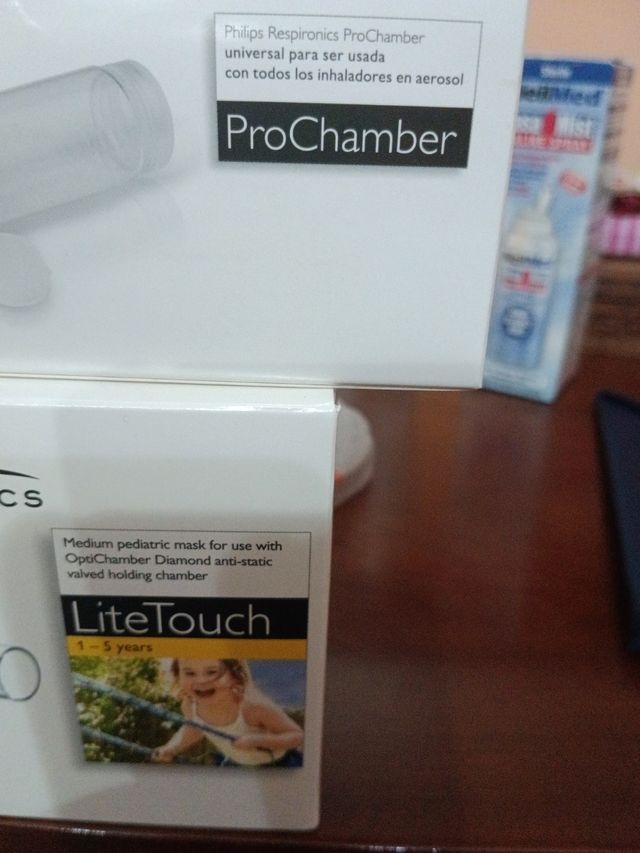 Philips Respironics ProChamber
universal para ser usada
con todos los inhaladores en aerosol
ProChamber
CS
Medium pediatric mask for use with
OptiChamber Diamond anti-static
valved holding chamber
LiteTouch
1 – 5 years